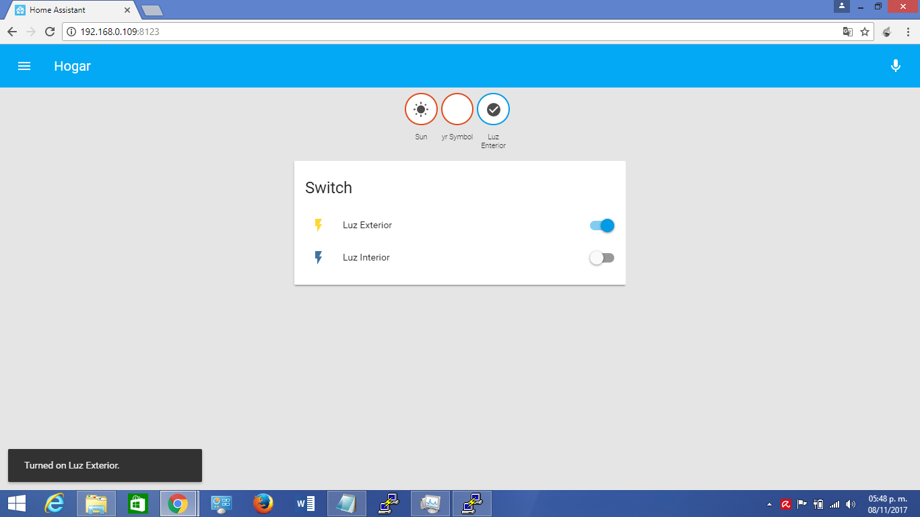 Home Assistant
192.168.0.109:8123
Hogar
Sun
yr Symbol
Luz
Enterior
Switch
Luz Exterior
Luz Interior
Turned on Luz Exterior.
05:48 p. m.
08/11/2017